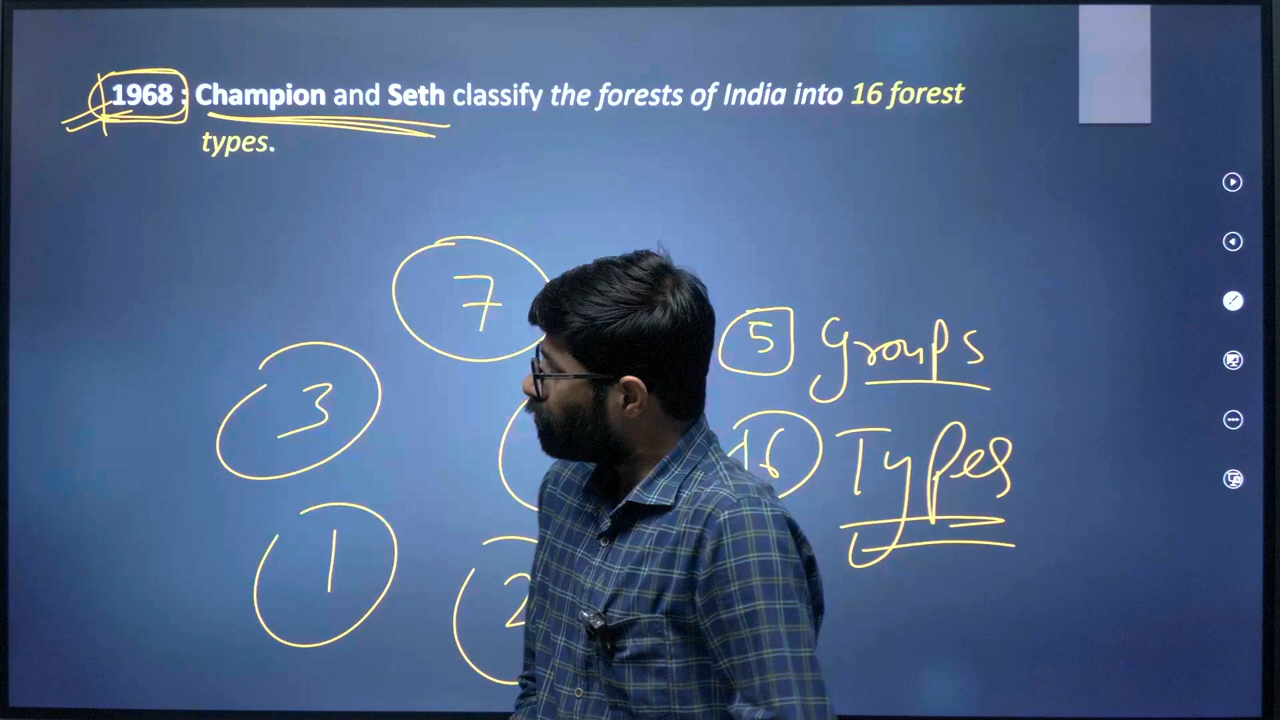 1968 : Champion and Seth classify the forests of India into 16 forest
types.
7
5 Groups
3
16 Types
1
2